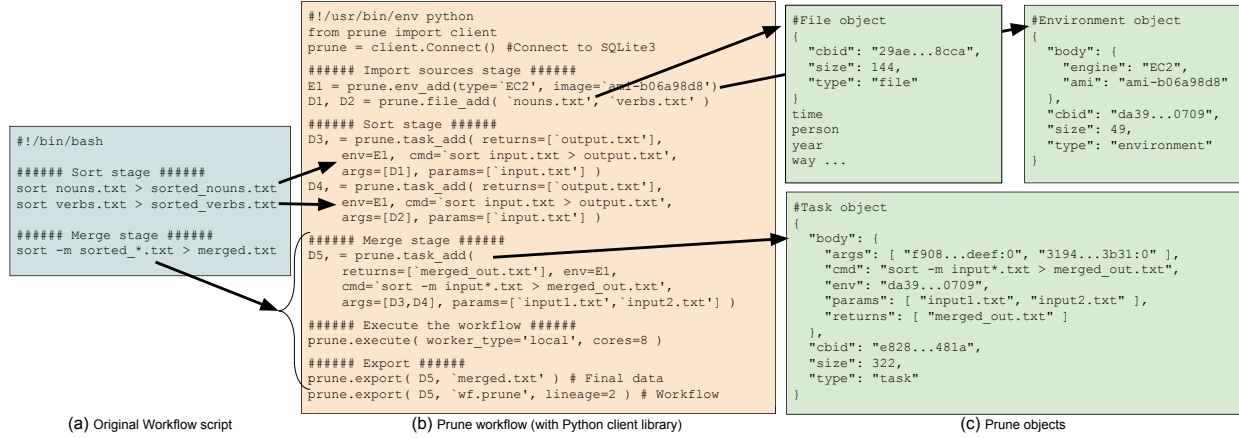 #!/bin/bash
###### Sort stage ######
sort nouns.txt > sorted_nouns.txt
sort verbs.txt > sorted_verbs.txt
###### Merge stage ######
sort -m sorted_*.txt > merged.txt
(a) Original Workflow script
#!/usr/bin/env python
from prune import client
prune = client.Connect() #Connect to SQLite3
###### Import sources stage ######
E1 = prune.env_add(type=`EC2', image=`ami-b06a98d8')
D1, D2 = prune.file_add( `nouns.txt', `verbs.txt' )
###### Sort stage ######
D3, = prune.task_add( returns=[`output.txt'],
env=E1, cmd=`sort input.txt > output.txt',
args=[D1], params=[`input.txt'] )
D4, = prune.task_add( returns=[`output.txt'],
env=E1, cmd=`sort input.txt > output.txt',
args=[D2], params=[`input.txt'] )
###### Merge stage ######
D5, = prune.task_add(
returns=[`merged_out.txt'], env=E1,
cmd=`sort -m input*.txt > merged_out.txt',
args=[D3,D4], params=[`input1.txt',`input2.txt'] )
###### Execute the workflow ######
prune.execute( worker_type='local', cores=8 )
###### Export ######
prune.export( D5, `merged.txt' ) # Final data
prune.export( D5, `wf.prune', lineage=2 ) # Workflow
(b) Prune workflow (with Python client library)
#File object
{
"cbid": "29ae...8cca",
"size": 144,
"type": "file"
}
time
person
year
way ...
#Environment object
{
"body": {
"engine": "EC2",
"ami": "ami-b06a98d8"
},
"cbid": "da39...0709",
"size": 49,
"type": "environment"
}
#Task object
{
"body": {
"args": [ "f908...deef:0", "3194...3b31:0" ],
"cmd": "sort -m input*.txt > merged_out.txt",
"env": "da39...0709",
"params": [ "input1.txt", "input2.txt" ],
"returns": [ "merged_out.txt" ]
},
"cbid": "e828...481a",
"size": 322,
"type": "task"
}
(c) Prune objects